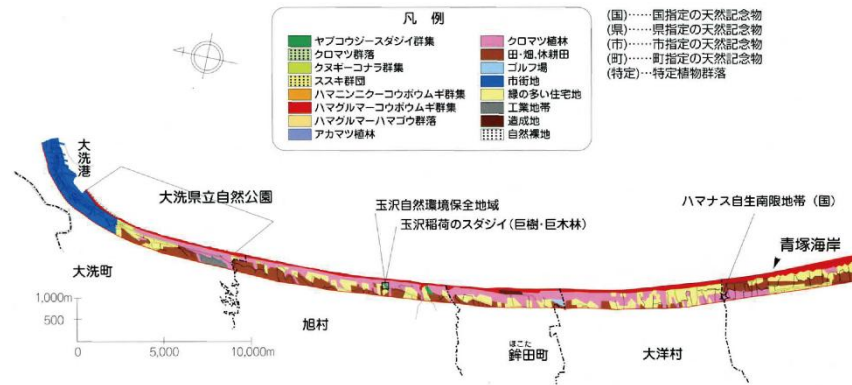 凡 例
ヤブコウジースダジイ群集
クロマツ群落
クヌギーコナラ群集
ススキ群団
ハマニンニクーコウボウムギ群集
ハマグルマーコウボウムギ群集
ハマグルマーハマゴウ群落
アカマツ植林
クロマツ植林
田・畑、休耕田
ゴルフ場
市街地
緑の多い住宅地
工業地帯
造成地
自然裸地
(国)……国指定の天然記念物
(県)……県指定の天然記念物
(市)……市指定の天然記念物
(町)……町指定の天然記念物
(特定)…特定植物群落
大洗港
大洗県立自然公園
玉沢自然環境保全地域
玉沢稲荷のスダジイ(巨樹・巨木林)
ハマナス自生南限地帯(国)
青塚海岸
大洗町
1,000m
500
0
5,000
10,000m
旭村
ほこた
鉾田町
大洋村